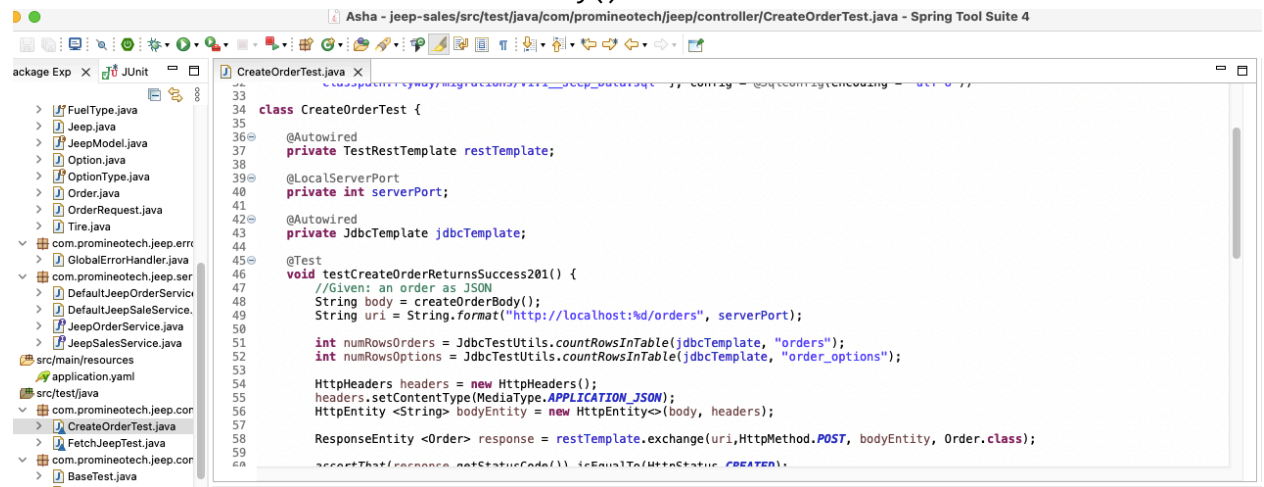 y()
Asha - jeep-sales/src/test/java/com/promineotech/jeep/controller/CreateOrderTest.java - Spring Tool Suite 4
ackage Exp JUnit
FuelType.java
Jeep.java
JeepModel.java
Option.java
OptionType.java
Order.java
OrderRequest.java
Tire.java
com.promineotech.jeep.erro
GlobalErrorHandler.java
com.promineotech.jeep.ser
DefaultJeepOrderService
DefaultJeepSaleService.
JeepOrderService.java
JeepSalesService.java
src/main/resources
application.yaml
src/test/java
com.promineotech.jeep.con
CreateOrderTest.java
FetchJeepTest.java
com.promineotech.jeep.con
BaseTest.java
CreateOrderTest.java
33
34 class CreateOrderTest {
35
36 @Autowired
37 private TestRestTemplate restTemplate;
38
39 @LocalServerPort
40 private int serverPort;
41
42 @Autowired
43 private JdbcTemplate jdbcTemplate;
44
45 @Test
46 void testCreateOrderReturnsSuccess201() {
47 //Given: an order as JSON
48 String body = createOrderBody();
49 String uri = String.format("http://localhost:%d/orders", serverPort);
50
51 int numRowsOrders = JdbcTestUtils.countRowsInTable(jdbcTemplate, "orders");
52 int numRowsOptions = JdbcTestUtils.countRowsInTable(jdbcTemplate, "order_options");
53
54 HttpHeaders headers = new HttpHeaders();
55 headers.setContentType(MediaType.APPLICATION_JSON);
56 HttpEntity <String> bodyEntity = new HttpEntity<>(body, headers);
57
58 ResponseEntity <Order> response = restTemplate.exchange(uri,HttpMethod.POST, bodyEntity, Order.class);
59
60 assertThat(response.getStatusCode()).isEqualTo(HttpStatus.CREATED);